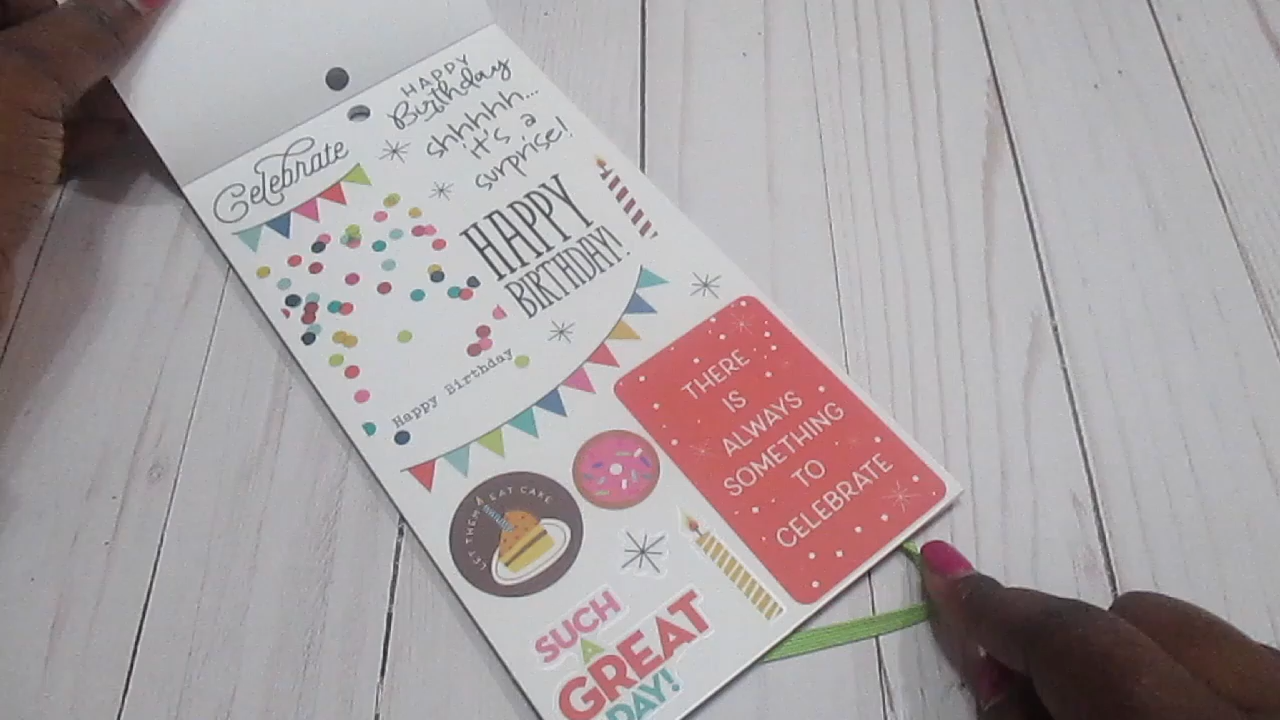 HAPPY
Birthday
shhhhh...
it's a
surprise!
Celebrate
HAPPY
BIRTHDAY!
Happy Birthday
THERE
IS
ALWAYS
SOMETHING
TO
CELEBRATE
LET THEM EAT CAKE
SUCH
A
GREAT
DAY!